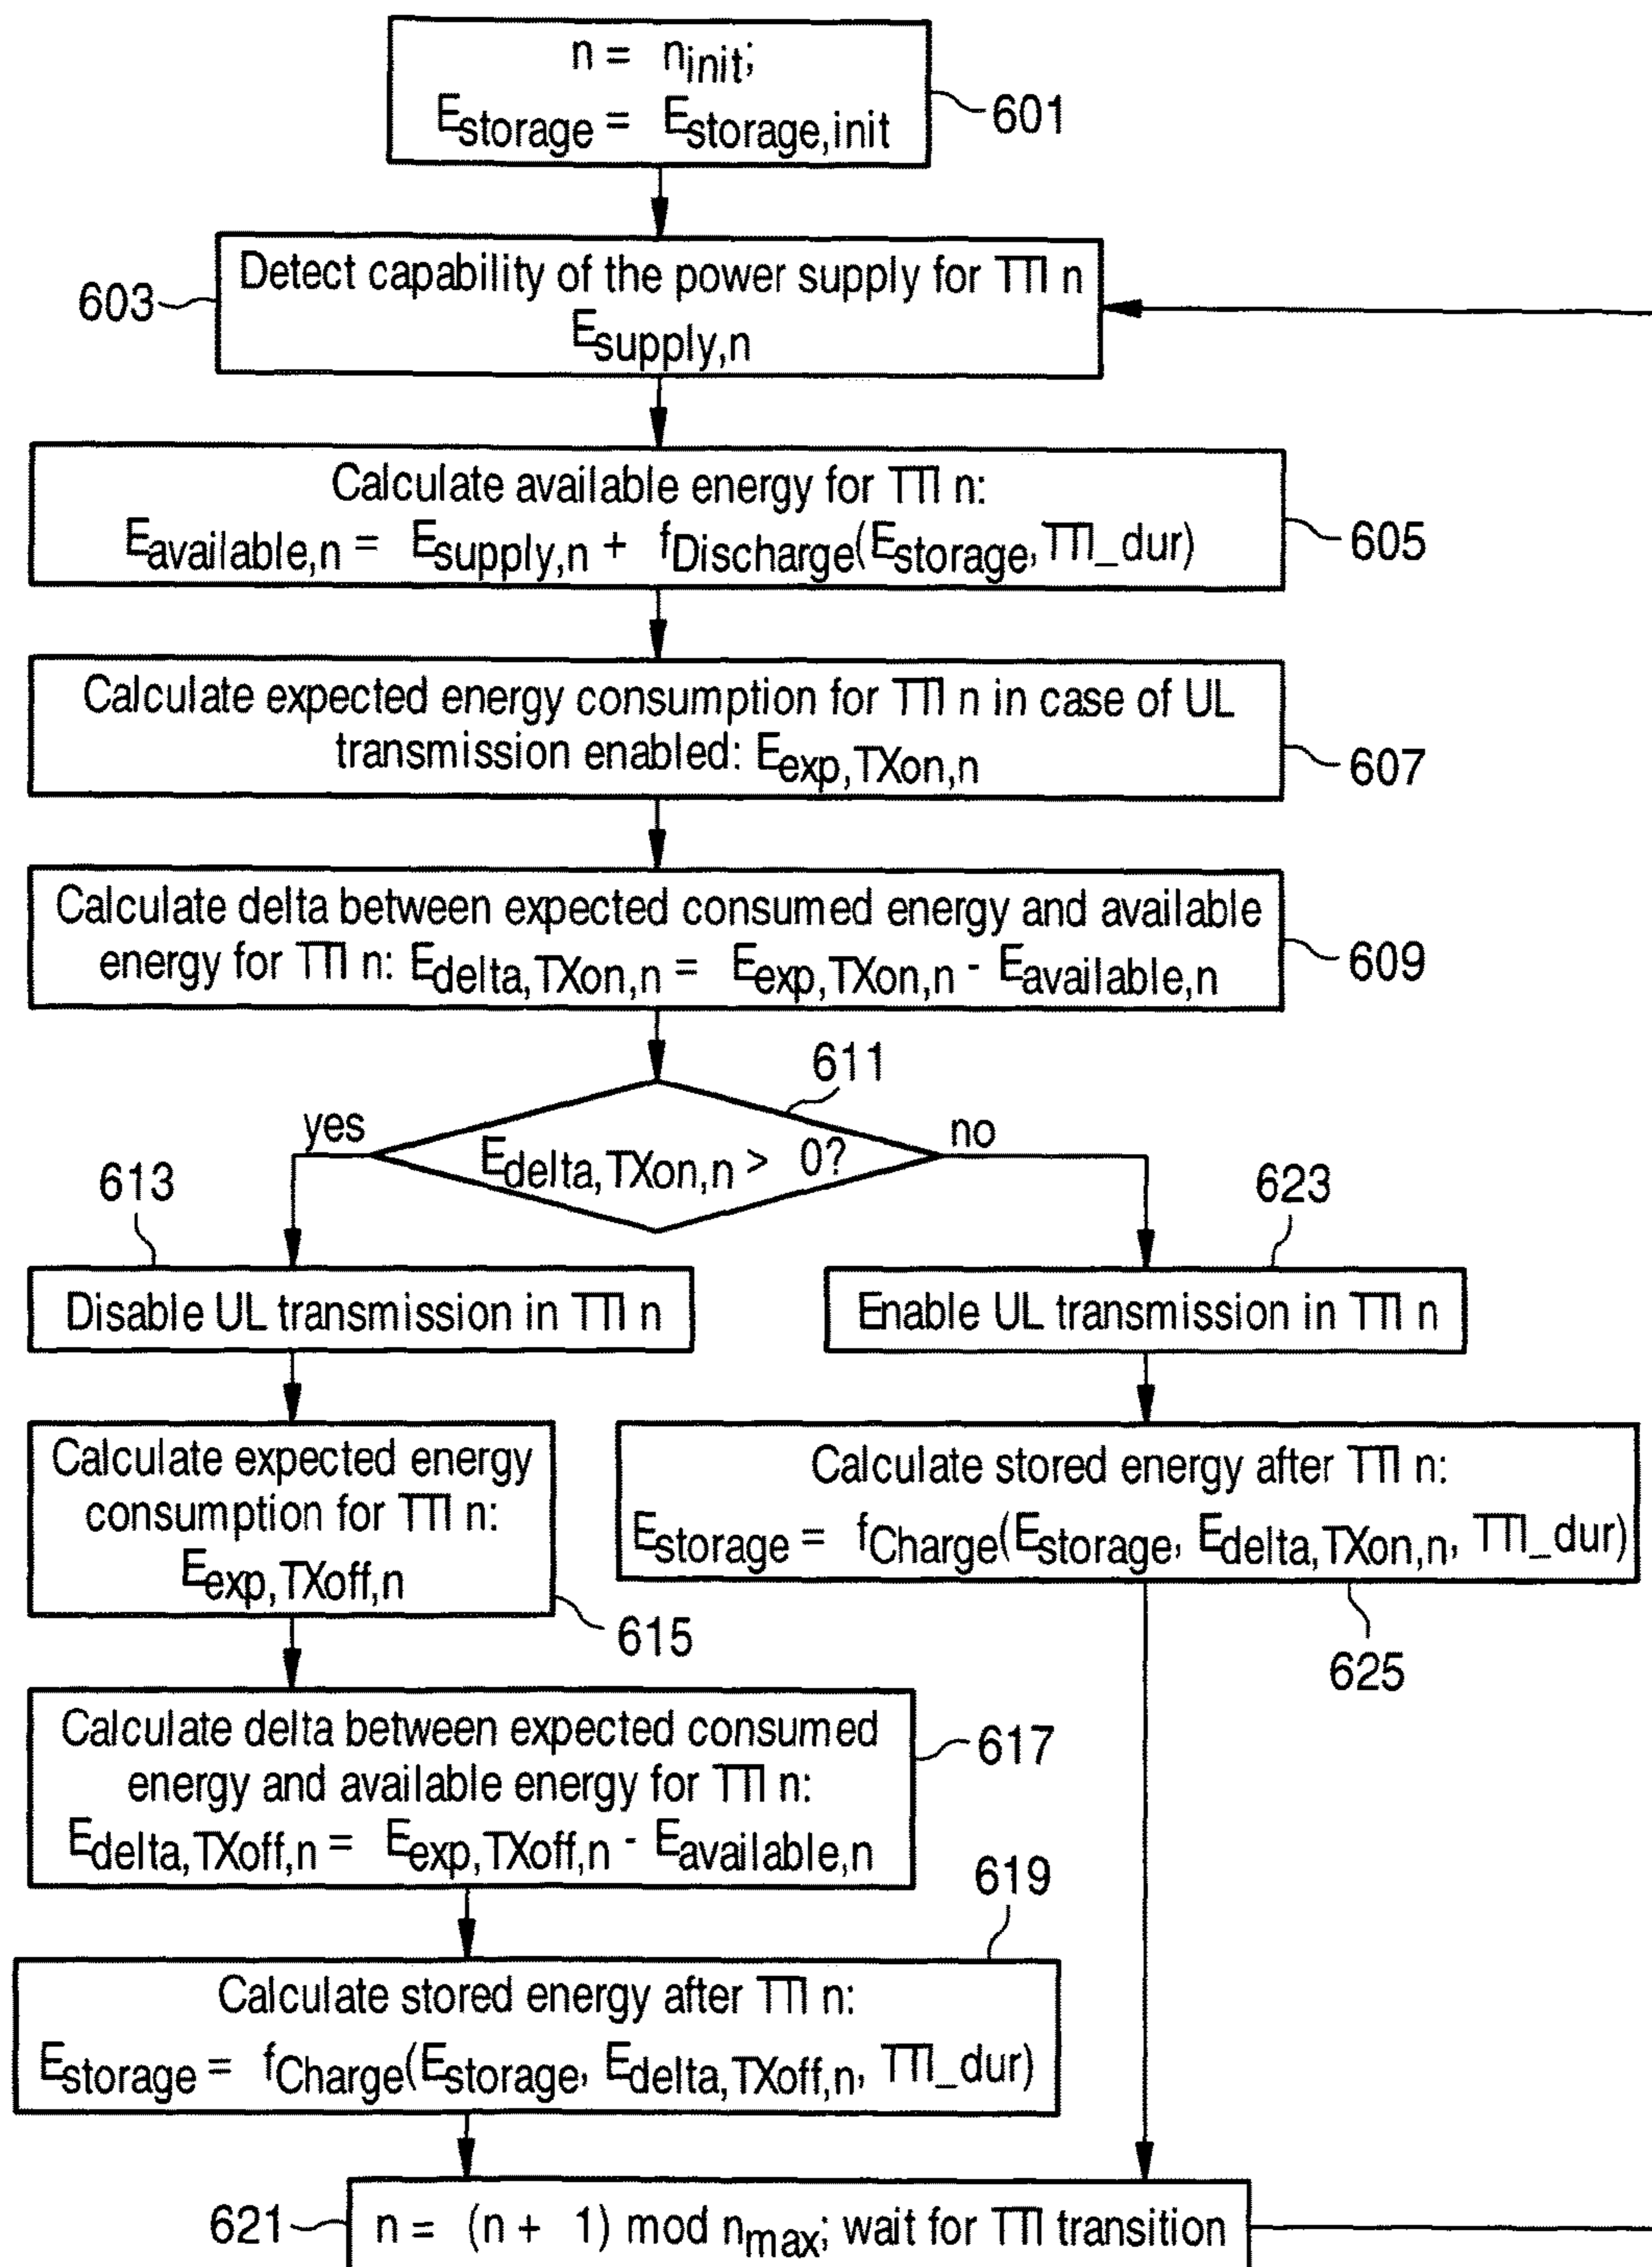 n = n_init;
E_storage = E_storage,init
601
Detect capability of the power supply for TTI n
E_supply,n
603
Calculate available energy for TTI n:
E_available,n = E_supply,n + f_Discharge(E_storage, TTI_dur)
605
Calculate expected energy consumption for TTI n in case of UL
transmission enabled: E_exp,TXon,n
607
Calculate delta between expected consumed energy and available
energy for TTI n: E_delta,TXon,n = E_exp,TXon,n - E_available,n
609
611
yes
E_delta,TXon,n > 0?
no
613
Disable UL transmission in TTI n
623
Enable UL transmission in TTI n
Calculate expected energy
consumption for TTI n:
E_exp,TXoff,n
615
Calculate stored energy after TTI n:
E_storage = f_Charge(E_storage, E_delta,TXon,n, TTI_dur)
625
Calculate delta between expected consumed
energy and available energy for TTI n:
E_delta,TXoff,n = E_exp,TXoff,n - E_available,n
617
619
Calculate stored energy after TTI n:
E_storage = f_Charge(E_storage, E_delta,TXoff,n, TTI_dur)
621
n = (n + 1) mod n_max; wait for TTI transition